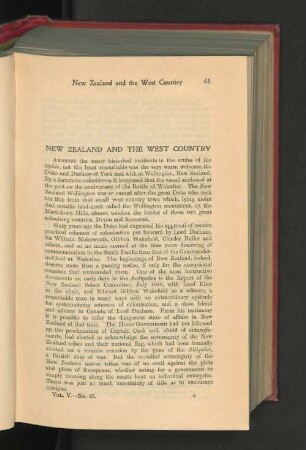 New Zealand and the West Country 65
NEW ZEALAND AND THE WEST COUNTRY
AMONGST the many historical incidents in the cruise of the
Ophir, not the least remarkable was the very warm welcome the
Duke and Duchess of York met with at Wellington, New Zealand.
By a fortunate coincidence it happened that the vessel anchored at
the port on the anniversary of the Battle of Waterloo. The New
Zealand Wellington was so named after the great Duke who took
his title from that small west country town which, lying under
that notable land-mark called the Wellington monument, on the
Blackdown Hills, almost touches the border of those two great
colonizing counties, Devon and Somerset.
Sixty years ago the Duke had expressed his approval of certain
practical schemes of colonization put forward by Lord Durham,
Sir William Molesworth, Gibbon Wakefield, Charles Buller and
others, and so no name seemed at the time more deserving of
commemoration in the South Pacific than that of the Commander-
in-Chief at Waterloo. The beginnings of New Zealand, indeed,
deserve more than a passing notice, if only for the exceptional
romance that surrounded them. One of the most instructive
documents on early days in the Antipodes is the Report of the
New Zealand Select Committee, July 1840, with Lord Eliot
in the chair, and Edward Gibbon Wakefield as a witness, a
remarkable man in many ways with an extraordinary aptitude
for systematizing schemes of colonization, and a close friend
and adviser in Canada of Lord Durham. From his testimony
it is possible to infer the dangerous state of affairs in New
Zealand at that time. The Home Government had not followed
up the proclamation of Captain Cook and, afraid of entangle-
ments, had elected to acknowledge the sovereignty of the New
Zealand tribes and their national flag, which had been formally
saluted on a notable occasion by the guns of the Alligator,
a British ship of war. But the so-called sovereignty of the
New Zealand native tribes was of no avail against the plots
and plots of Europeans, whether acting for a government or
simply roaming along the coasts bent on individual enterprise.
There was just so much uncertainty of title as to encourage
intrigue.
VOL. V.—No.